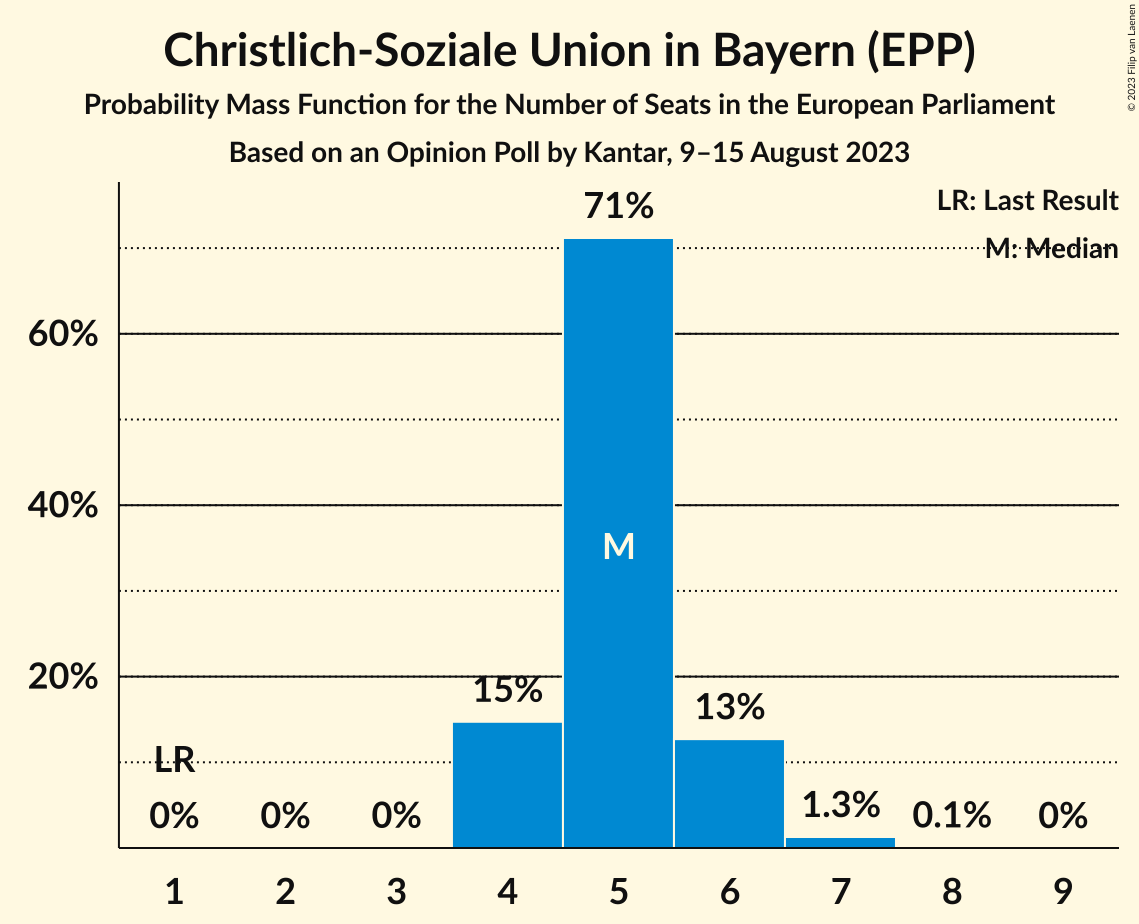 Christlich-Soziale Union in Bayern (EPP)
Probability Mass Function for the Number of Seats in the European Parliament
Based on an Opinion Poll by Kantar, 9–15 August 2023
© 2023 Filip van Laenen
LR: Last Result
M: Median
71%
60%
40%
M
20%
15%
13%
LR
0%
0%
0%
1.3%
0.1%
0%
1 2 3 4 5 6 7 8 9